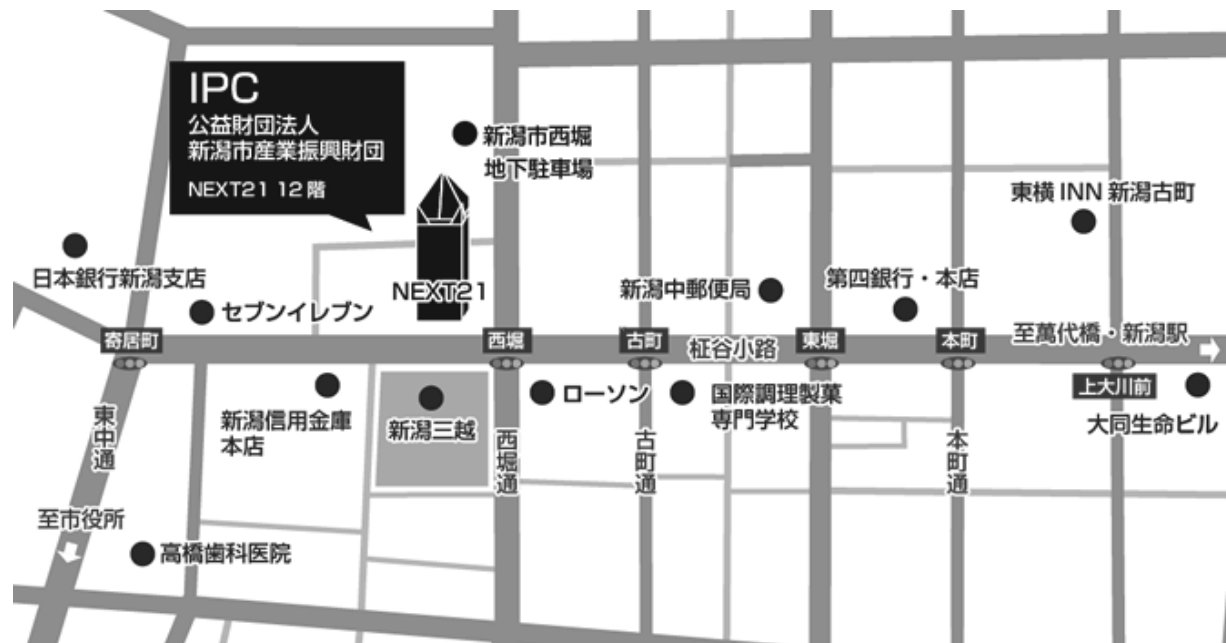 IPC
公益財団法人
新潟市産業振興財団
NEXT21 12階
新潟市西堀
地下駐車場
東横 INN 新潟古町
日本銀行新潟支店
セブンイレブン
NEXT21
新潟中郵便局
第四銀行・本店
寄居町
西堀
古町
柾谷小路
東堀
本町
至萬代橋・新潟駅
上大川前
新潟信用金庫
本店
新潟三越
ローソン
国際調理製菓
専門学校
大同生命ビル
東中通
西堀通
古町通
本町通
至市役所
高橋歯科医院